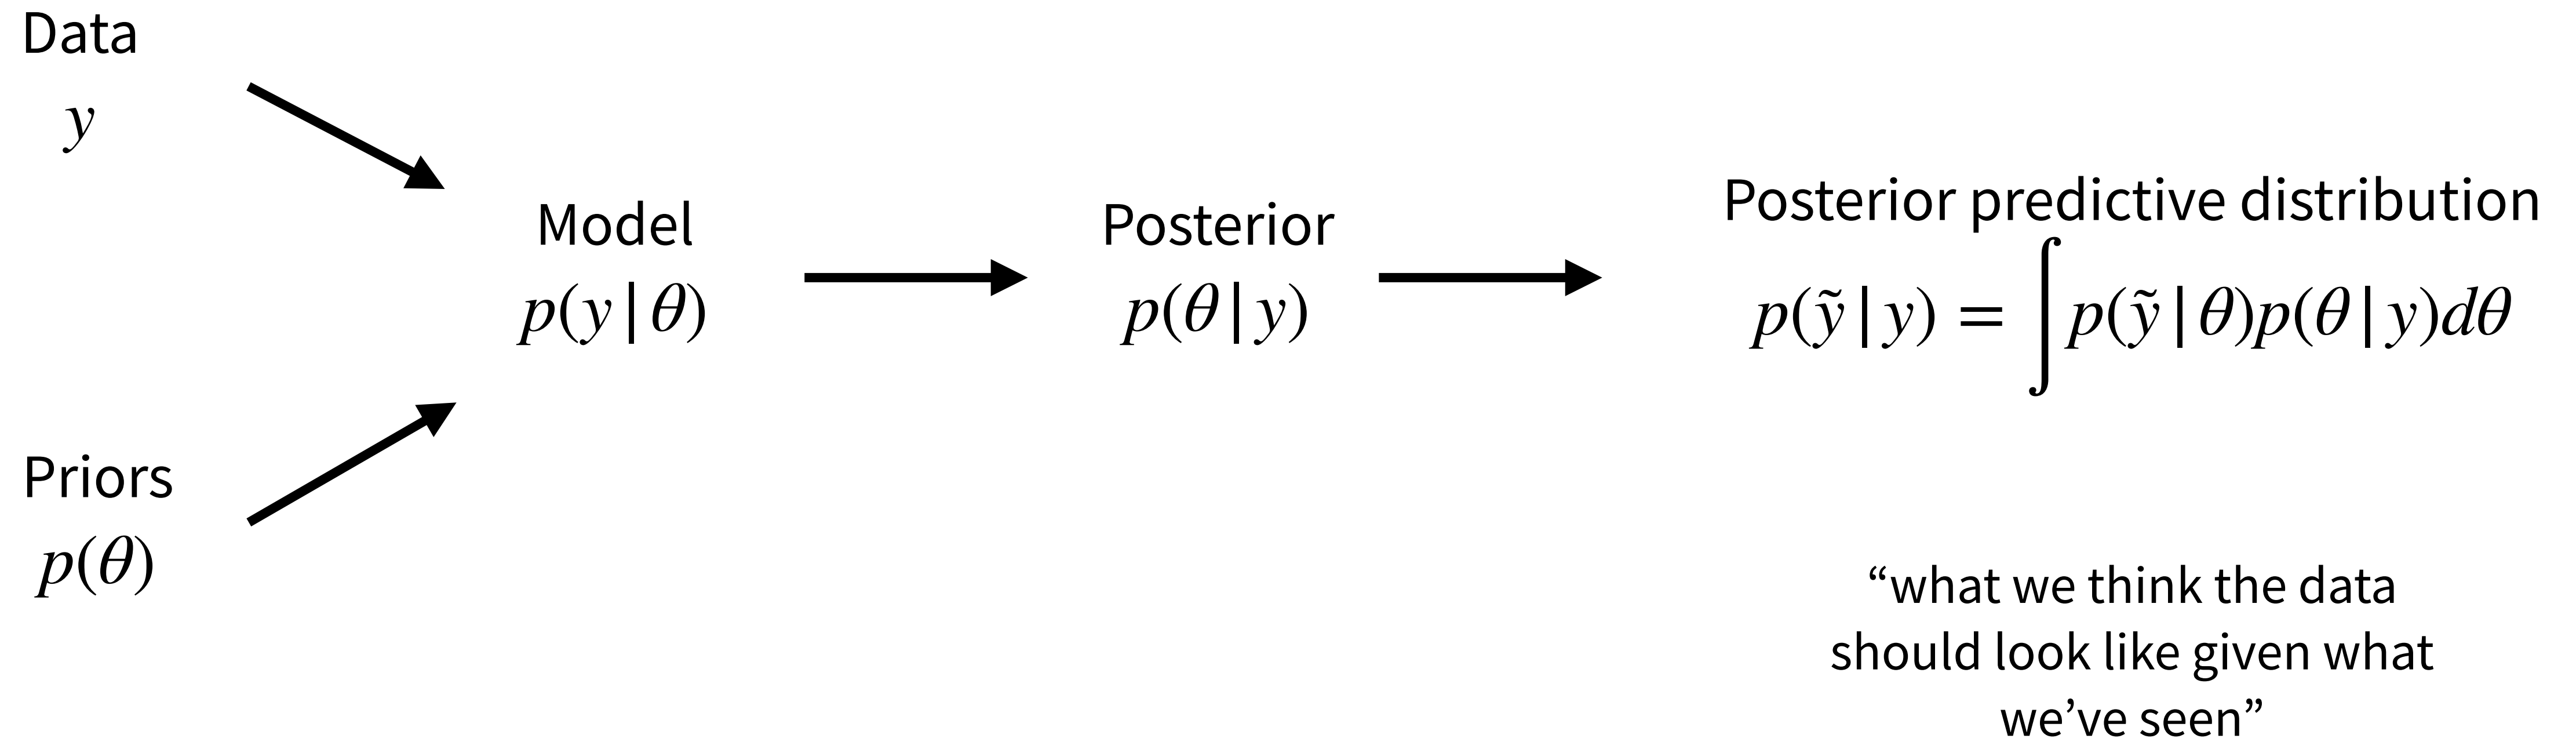 Data
y
Priors
p(θ)
Model
p(y|θ)
Posterior
p(θ|y)
Posterior predictive distribution
p(ỹ|y) = ∫p(ỹ|θ)p(θ|y)dθ
“what we think the data
should look like given what
we’ve seen”